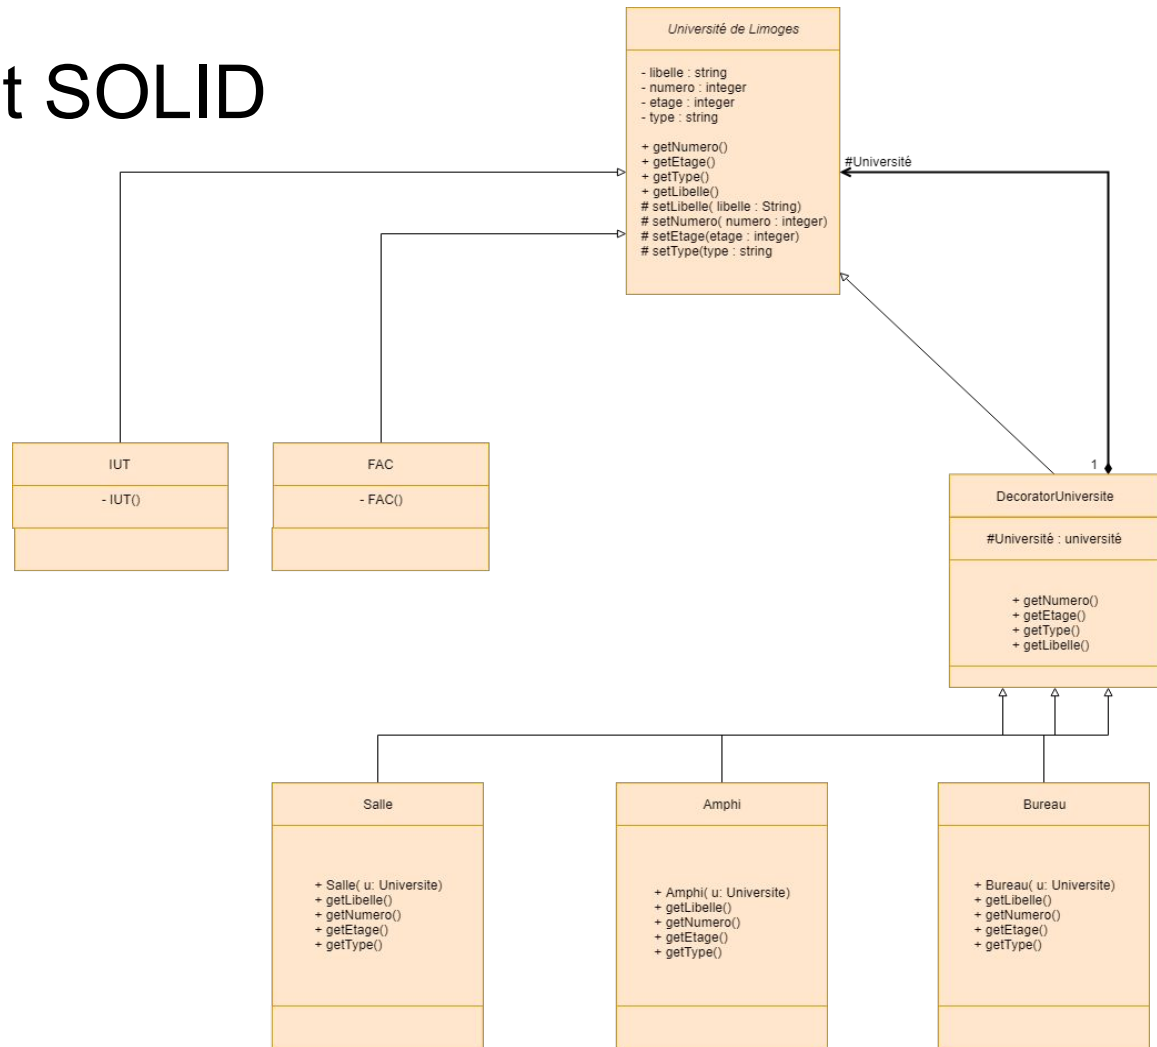 t SOLID
Université de Limoges
- libelle : string
- numero : integer
- etage : integer
- type : string
+ getNumero()
+ getEtage()
+ getType()
+ getLibelle()
# setLibelle( libelle : String)
# setNumero( numero : integer)
# setEtage(etage : integer)
# setType(type : string
#Université
IUT
- IUT()
FAC
- FAC()
1
DecoratorUniversite
#Université : université
+ getNumero()
+ getEtage()
+ getType()
+ getLibelle()
Salle
+ Salle( u: Universite)
+ getLibelle()
+ getNumero()
+ getEtage()
+ getType()
Amphi
+ Amphi( u: Universite)
+ getLibelle()
+ getNumero()
+ getEtage()
+ getType()
Bureau
+ Bureau( u: Universite)
+ getLibelle()
+ getNumero()
+ getEtage()
+ getType()